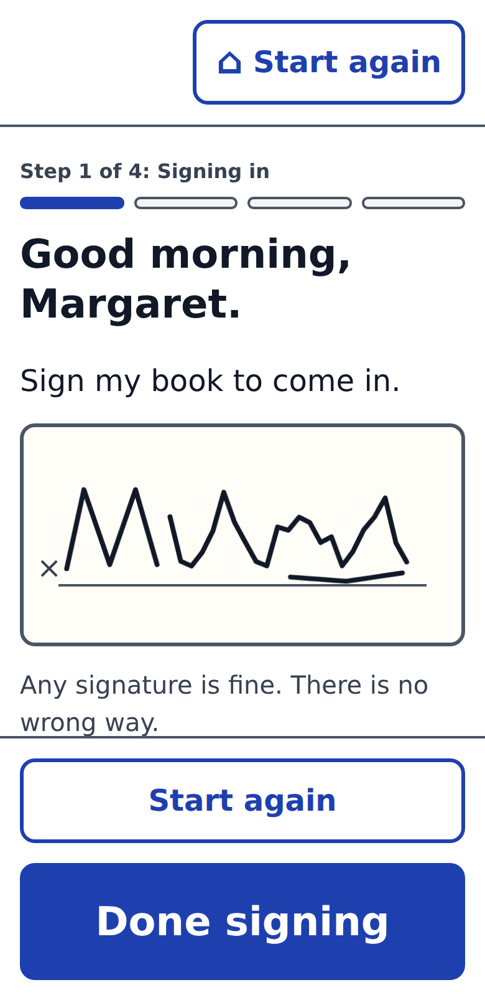 ⌂ Start again
Step 1 of 4: Signing in
Good morning,
Margaret.
Sign my book to come in.
×
Any signature is fine. There is no
wrong way.
Start again
Done signing